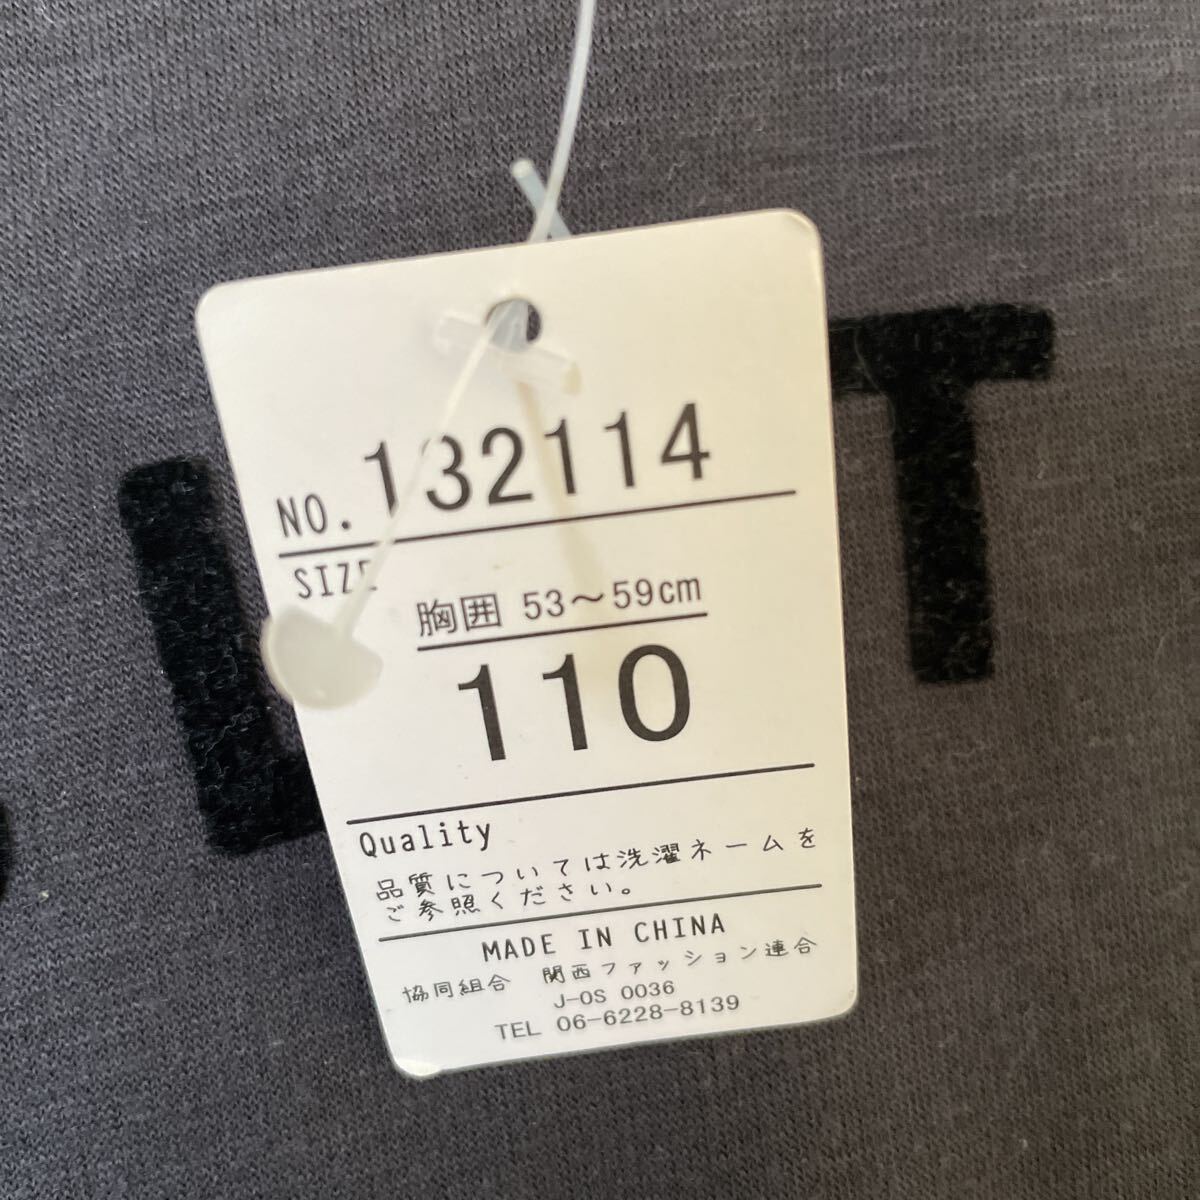 NO. 132114
SIZE
胸囲 53～59cm
110
Quality
品質については洗濯ネームを
ご参照ください。
MADE IN CHINA
協同組合 関西ファッション連合
J-OS 0036
TEL 06-6228-8139
L T